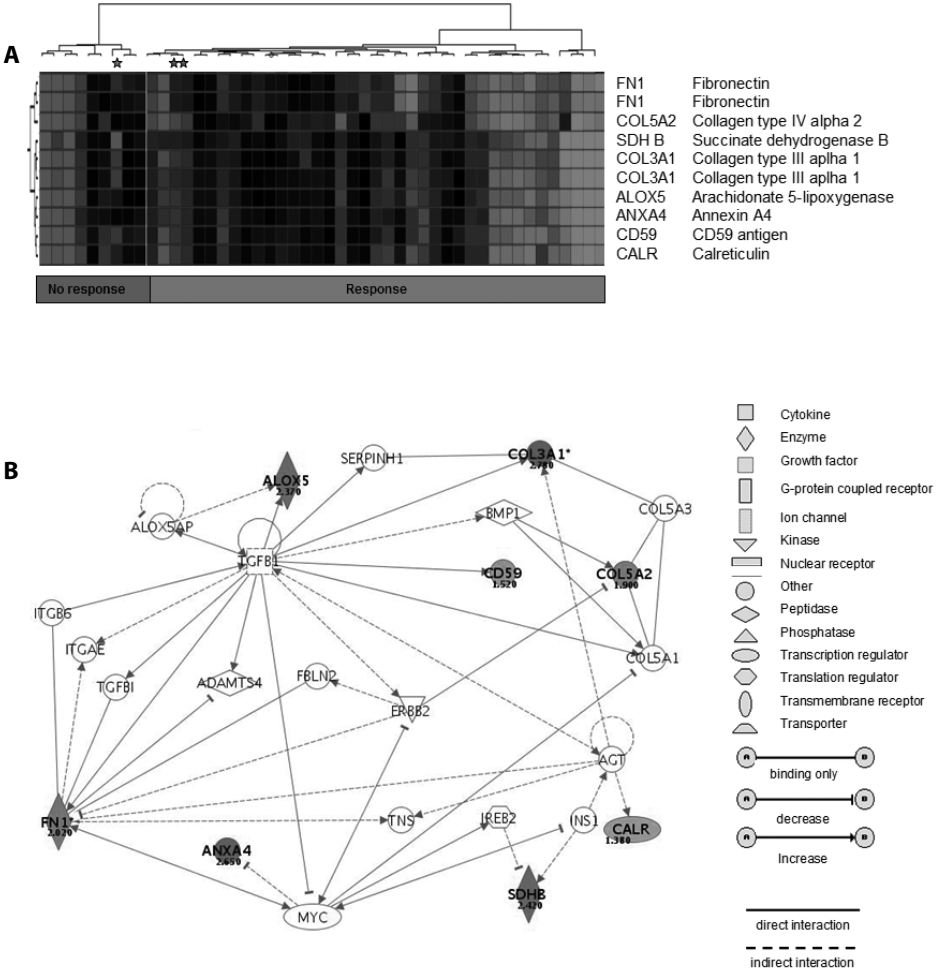 A
FN1 Fibronectin
FN1 Fibronectin
COL5A2 Collagen type IV alpha 2
SDH B Succinate dehydrogenase B
COL3A1 Collagen type III aplha 1
COL3A1 Collagen type III aplha 1
ALOX5 Arachidonate 5-lipoxygenase
ANXA4 Annexin A4
CD59 CD59 antigen
CALR Calreticulin
No response Response
B
SERPINH1
COL3A1*
2.780
ALOX5
2.370
COL5A3
BMP1
ALOX5AP
TGFB1
CD59
1.520
COL5A2
1.900
ITGB6
ITGAE
COL5A1
TGFBI
ADAMTS4
FBLN2
ERBB2
AGT
FN1
2.020
TNS
IREB2
INS1
CALR
1.380
ANXA4
2.650
SDHB
2.420
MYC
Cytokine
Enzyme
Growth factor
G-protein coupled receptor
Ion channel
Kinase
Nuclear receptor
Other
Peptidase
Phosphatase
Transcription regulator
Translation regulator
Transmembrane receptor
Transporter
A B
binding only
A B
decrease
A B
Increase
direct interaction
indirect interaction